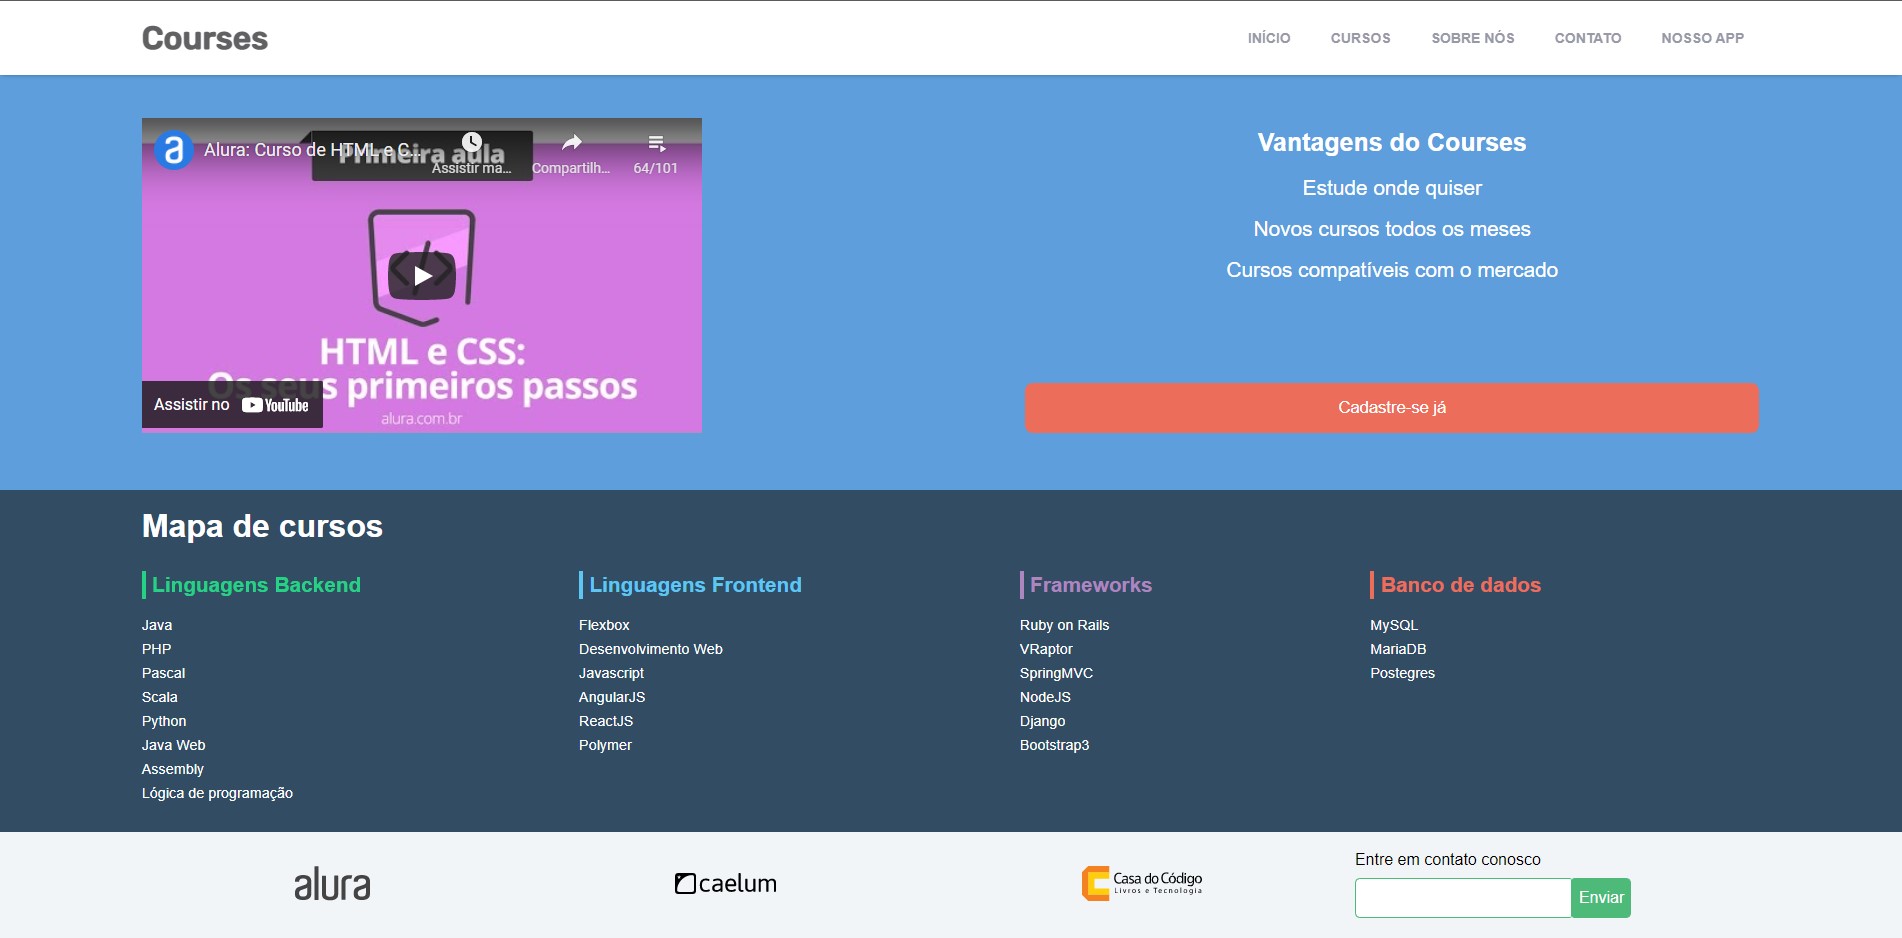 Courses
INÍCIO CURSOS SOBRE NÓS CONTATO NOSSO APP
Alura: Curso de HTML e C...
Primeira aula
Assistir ma... Compartilh... 64/101
HTML e CSS:
Os seus primeiros passos
Assistir no YouTube
alura.com.br
Vantagens do Courses
Estude onde quiser
Novos cursos todos os meses
Cursos compatíveis com o mercado
Cadastre-se já
Mapa de cursos
Linguagens Backend
Java
PHP
Pascal
Scala
Python
Java Web
Assembly
Lógica de programação
Linguagens Frontend
Flexbox
Desenvolvimento Web
Javascript
AngularJS
ReactJS
Polymer
Frameworks
Ruby on Rails
VRaptor
SpringMVC
NodeJS
Django
Bootstrap3
Banco de dados
MySQL
MariaDB
Postegres
alura
caelum
Casa do Código
Livros e Tecnologia
Entre em contato conosco
Enviar